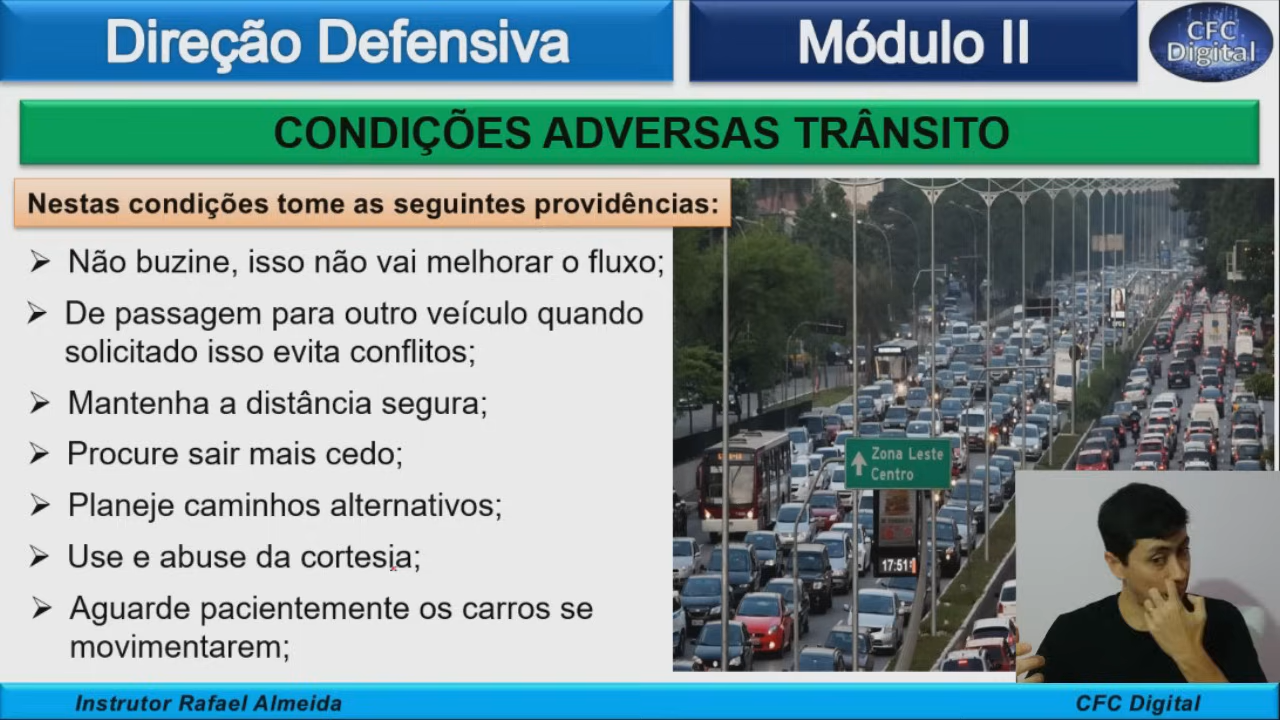 Direção Defensiva
Módulo II
CFC
Digital
CONDIÇÕES ADVERSAS TRÂNSITO
Nestas condições tome as seguintes providências:
Não buzine, isso não vai melhorar o fluxo;
De passagem para outro veículo quando
solicitado isso evita conflitos;
Mantenha a distância segura;
Procure sair mais cedo;
Planeje caminhos alternativos;
Use e abuse da cortesia;
Aguarde pacientemente os carros se
movimentarem;
Zona Leste
Centro
17:51
Instrutor Rafael Almeida
CFC Digital